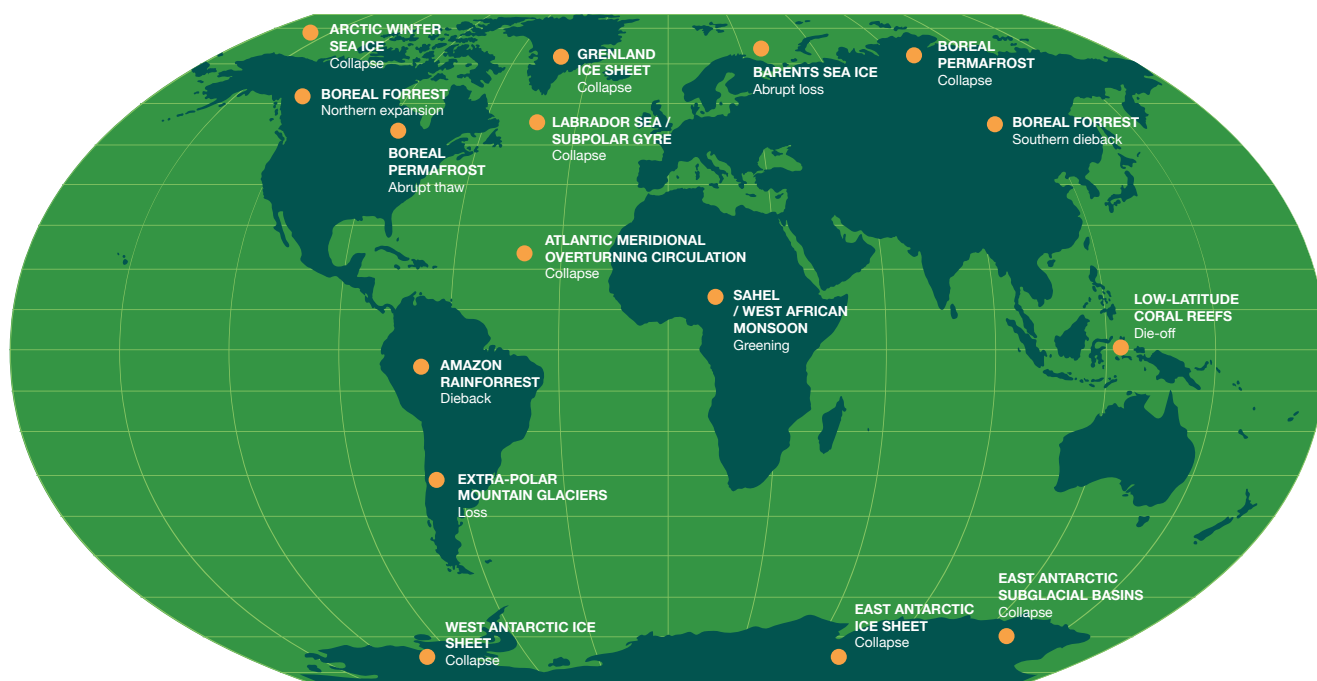 ARCTIC WINTER
SEA ICE
Collapse
GRENLAND
ICE SHEET
Collapse
BARENTS SEA ICE
Abrupt loss
BOREAL
PERMAFROST
Collapse
BOREAL FORREST
Northern expansion
BOREAL
PERMAFROST
Abrupt thaw
LABRADOR SEA /
SUBPOLAR GYRE
Collapse
BOREAL FORREST
Southern dieback
ATLANTIC MERIDIONAL
OVERTURNING CIRCULATION
Collapse
SAHEL
/ WEST AFRICAN
MONSOON
Greening
LOW-LATITUDE
CORAL REEFS
Die-off
AMAZON
RAINFORREST
Dieback
EXTRA-POLAR
MOUNTAIN GLACIERS
Loss
WEST ANTARCTIC ICE
SHEET
Collapse
EAST ANTARCTIC
ICE SHEET
Collapse
EAST ANTARCTIC
SUBGLACIAL BASINS
Collapse